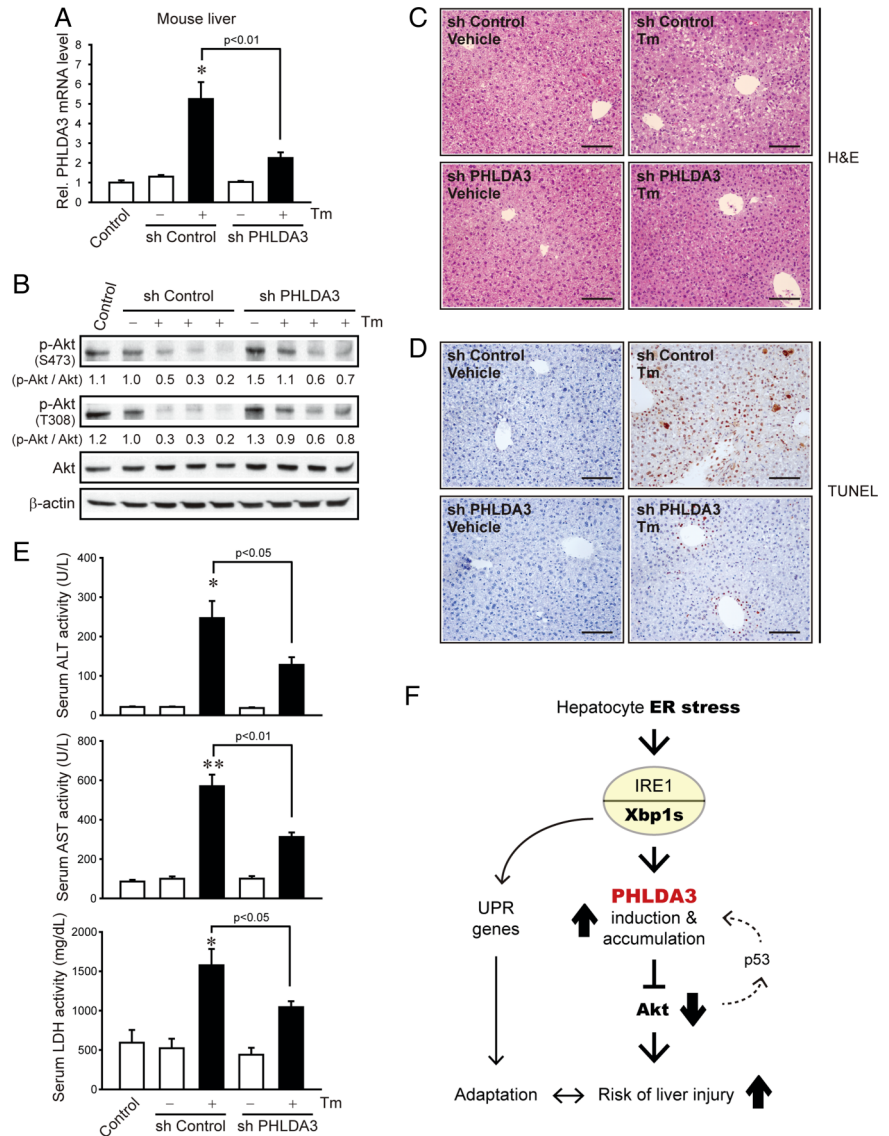 A
Mouse liver
Rel. PHLDA3 mRNA level
8
7
6
5
4
3
2
1
0
p<0.01
*
− + − + Tm
Control sh Control sh PHLDA3
B
Control sh Control sh PHLDA3
− + + + − + + + Tm
p-Akt
(S473)
(p-Akt / Akt) 1.1 1.0 0.5 0.3 0.2 1.5 1.1 0.6 0.7
p-Akt
(T308)
(p-Akt / Akt) 1.2 1.0 0.3 0.3 0.2 1.3 0.9 0.6 0.8
Akt
β-actin
C
sh Control
Vehicle
sh Control
Tm
sh PHLDA3
Vehicle
sh PHLDA3
Tm
H&E
D
sh Control
Vehicle
sh Control
Tm
sh PHLDA3
Vehicle
sh PHLDA3
Tm
TUNEL
E
Serum ALT activity (U/L)
400
300
200
100
0
p<0.05
*
Serum AST activity (U/L)
800
600
400
200
0
p<0.01
**
Serum LDH activity (mg/dL)
2000
1500
1000
500
0
p<0.05
*
− + − + Tm
Control sh Control sh PHLDA3
F
Hepatocyte ER stress
IRE1
Xbp1s
PHLDA3
induction &
accumulation
UPR
genes
p53
Akt
Adaptation ↔ Risk of liver injury